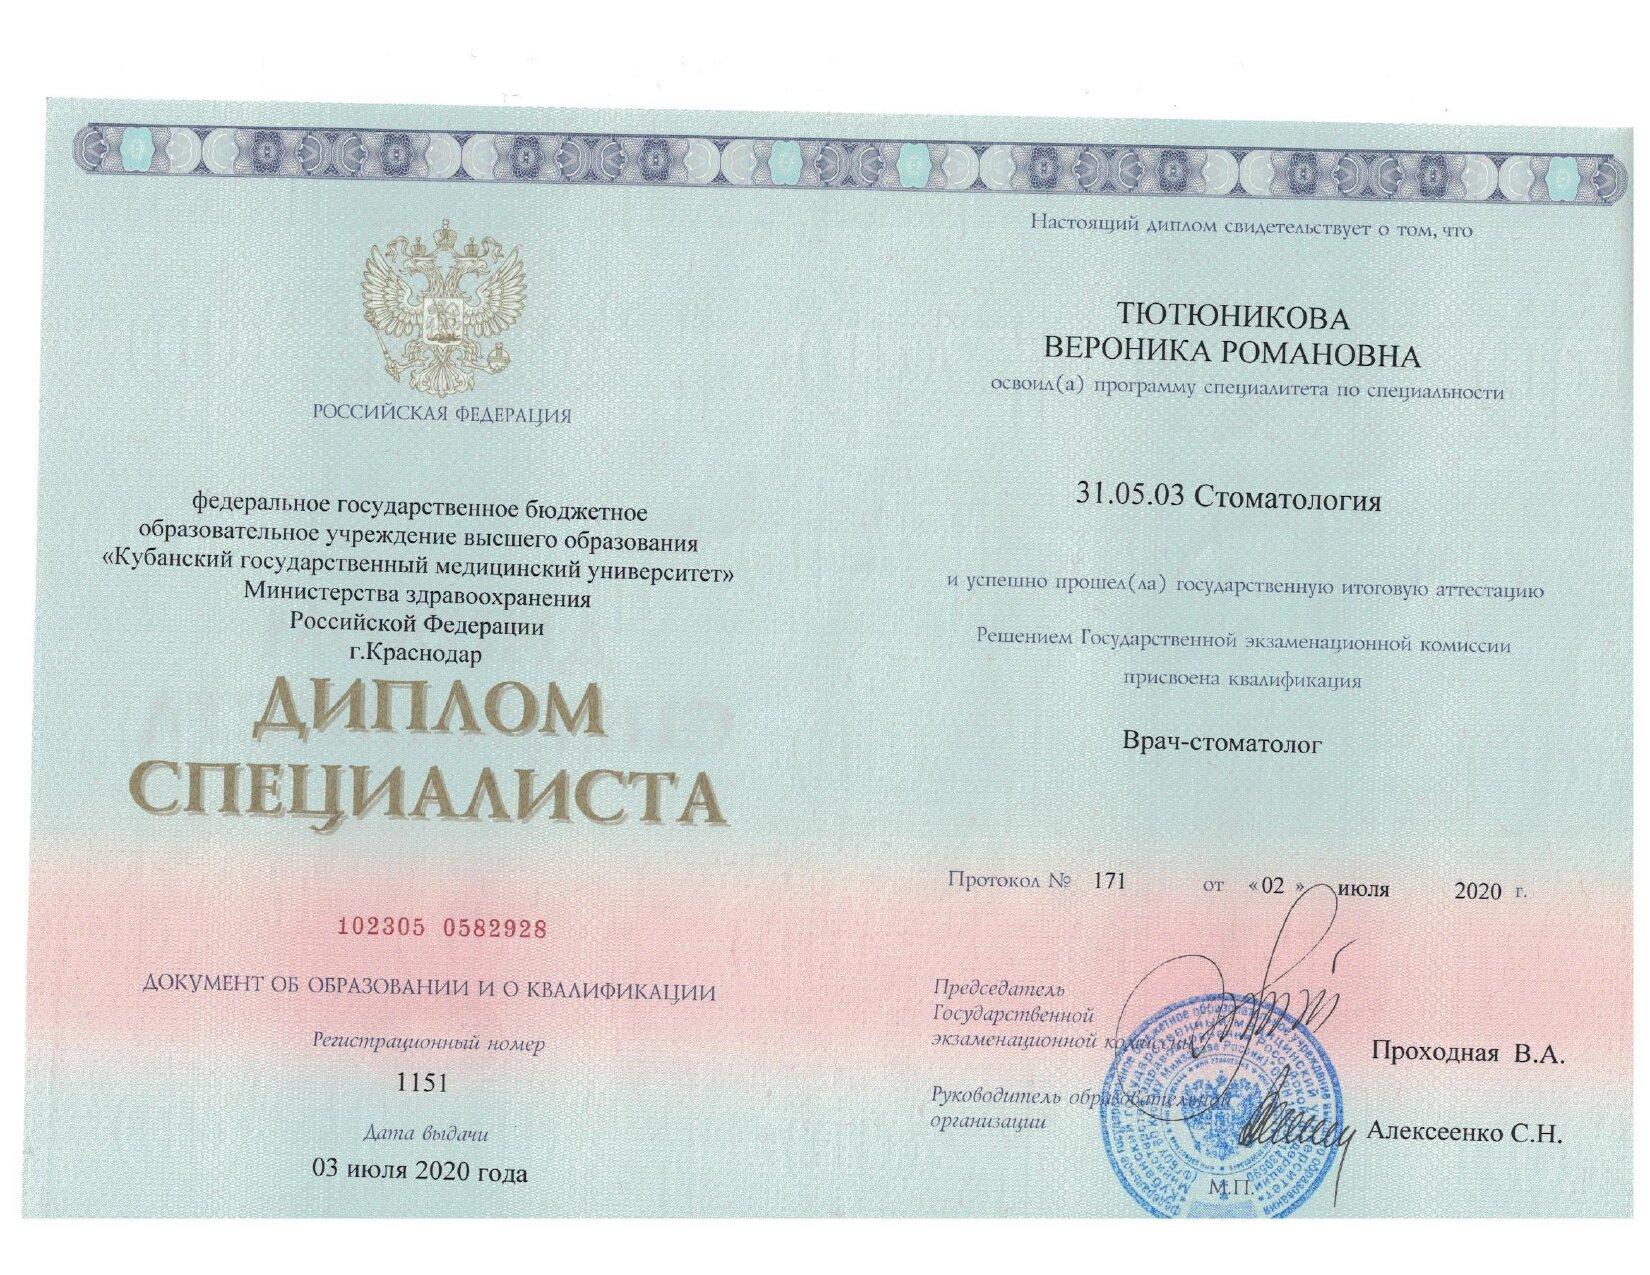 РОССИЙСКАЯ ФЕДЕРАЦИЯ
федеральное государственное бюджетное
образовательное учреждение высшего образования
«Кубанский государственный медицинский университет»
Министерства здравоохранения
Российской Федерации
г.Краснодар
ДИПЛОМ
СПЕЦИАЛИСТА
102305 0582928
ДОКУМЕНТ ОБ ОБРАЗОВАНИИ И О КВАЛИФИКАЦИИ
Регистрационный номер
1151
Дата выдачи
03 июля 2020 года
Настоящий диплом свидетельствует о том, что
ТЮТЮНИКОВА
ВЕРОНИКА РОМАНОВНА
освоил(а) программу специалитета по специальности
31.05.03 Стоматология
и успешно прошел(ла) государственную итоговую аттестацию
Решением Государственной экзаменационной комиссии
присвоена квалификация
Врач-стоматолог
Протокол № 171 от «02» июля 2020 г.
Председатель
Государственной
экзаменационной комиссии
Проходная В.А.
Руководитель образовательной
организации
Алексеенко С.Н.
М.П.